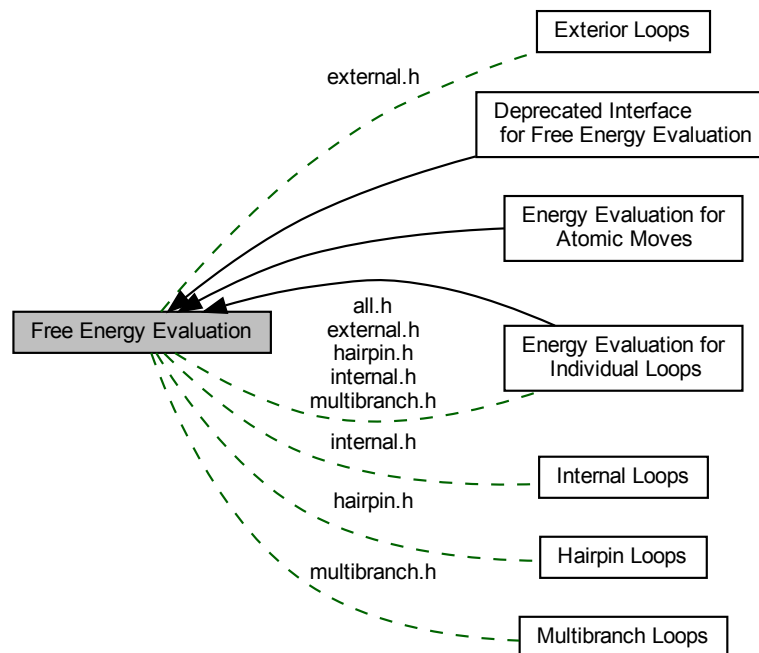 Exterior Loops
external.h
Deprecated Interface
for Free Energy Evaluation
Energy Evaluation for
Atomic Moves
Free Energy Evaluation
all.h
external.h
hairpin.h
internal.h
multibranch.h
Energy Evaluation for
Individual Loops
internal.h
Internal Loops
hairpin.h
Hairpin Loops
multibranch.h
Multibranch Loops